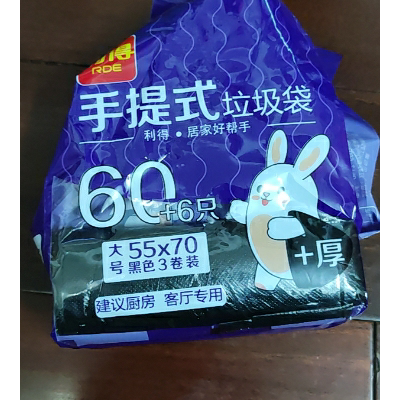 得
RDE
手提式垃圾袋
利得·居家好帮手
60+6只
大号 55x70
黑色3卷装
+厚
建议厨房 客厅专用